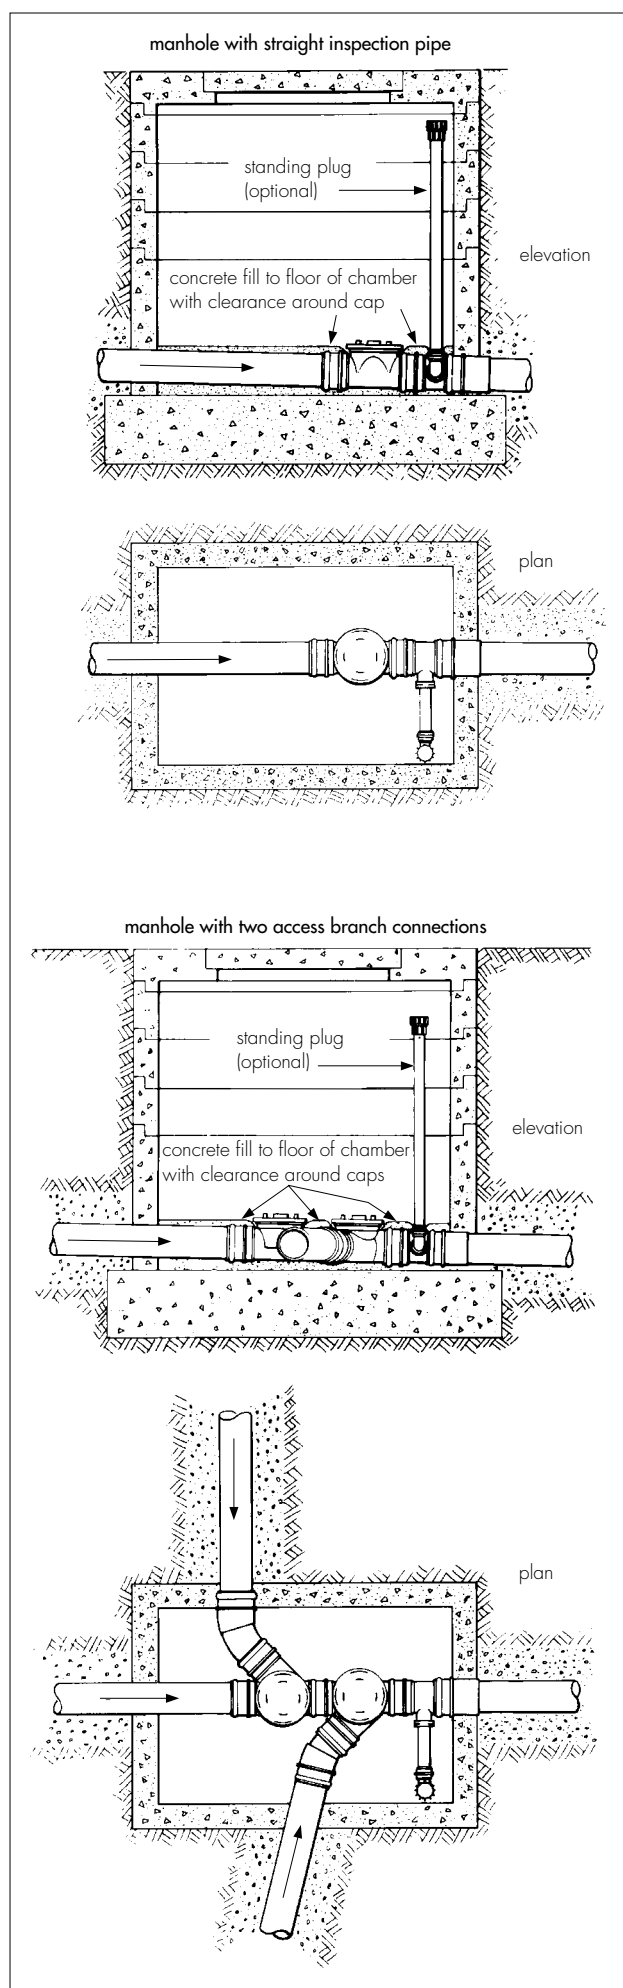 manhole with straight inspection pipe
standing plug
(optional)
elevation
concrete fill to floor of chamber
with clearance around cap
plan
manhole with two access branch connections
standing plug
(optional)
elevation
concrete fill to floor of chamber
with clearance around caps
plan